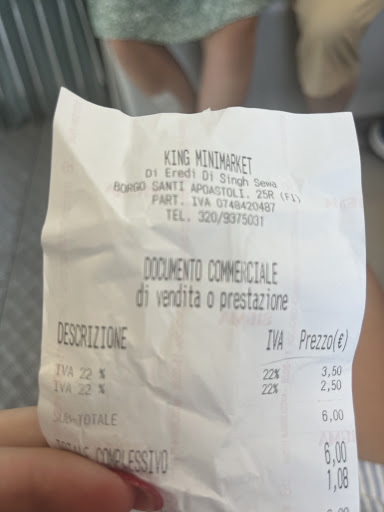 KING MINIMARKET
Di Eredi Di Singh Sewa
BORGO SANTI APOASTOLI, 25R (FI)
PART. IVA 0748420487
TEL. 320/9375031
DOCUMENTO COMMERCIALE
di vendita o prestazione
DESCRIZIONE IVA Prezzo(€)
IVA 22 % 22% 3,50
IVA 22 % 22% 2,50
SUB-TOTALE 6,00
TOTALE COMPLESSIVO 6,00
1,08